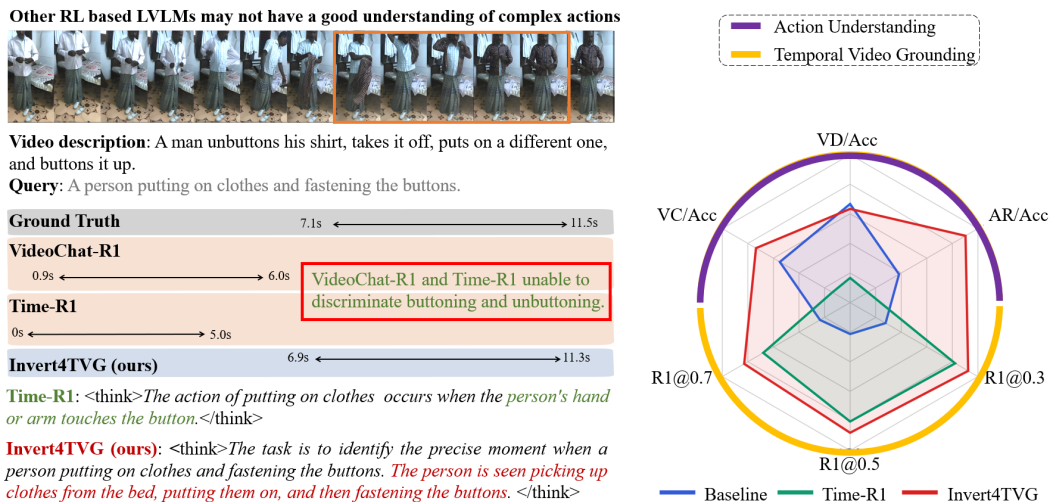 Other RL based LVLMs may not have a good understanding of complex actions
Video description: A man unbuttons his shirt, takes it off, puts on a different one,
and buttons it up.
Query: A person putting on clothes and fastening the buttons.
Ground Truth
7.1s
11.5s
VideoChat-R1
0.9s
6.0s
VideoChat-R1 and Time-R1 unable to
discriminate buttoning and unbuttoning.
Time-R1
0s
5.0s
Invert4TVG (ours)
6.9s
11.3s
Time-R1: <think>The action of putting on clothes occurs when the person's hand
or arm touches the button.</think>
Invert4TVG (ours): <think>The task is to identify the precise moment when a
person putting on clothes and fastening the buttons. The person is seen picking up
clothes from the bed, putting them on, and then fastening the buttons. </think>
Action Understanding
Temporal Video Grounding
VD/Acc
VC/Acc
AR/Acc
R1@0.7
R1@0.3
R1@0.5
Baseline
Time-R1
Invert4TVG